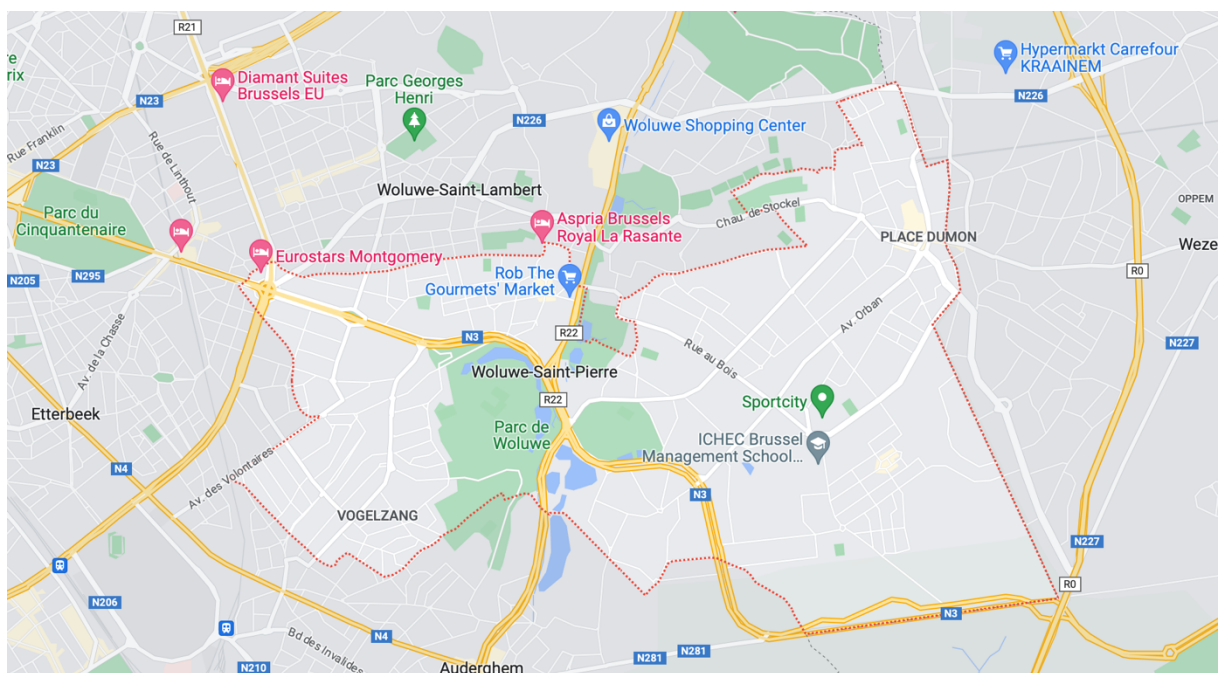 R21
re
rix
Diamant Suites
Brussels EU
Parc Georges
Henri
Hypermarkt Carrefour
KRAAINEM
N23
N226
N226
Rue Franklin
Rue de Linthout
Woluwe Shopping Center
N23
Woluwe-Saint-Lambert
Parc du
Cinquantenaire
Chau. de Stockel
OPPEM
Aspria Brussels
Royal La Rasante
PLACE DUMON
Weze
Eurostars Montgomery
N205
N295
Rob The
Gourmets' Market
R0
Av. de la Chasse
Av. Orban
N3
R22
Rue au Bois
N227
Woluwe-Saint-Pierre
R22
Sportcity
Etterbeek
Parc de
Woluwe
ICHEC Brussel
Management School...
N4
Av. des Volontaires
N3
VOGELZANG
N227
R0
N206
N3
Bd des Invalides
N4
N281
N281
N210
Auderghem